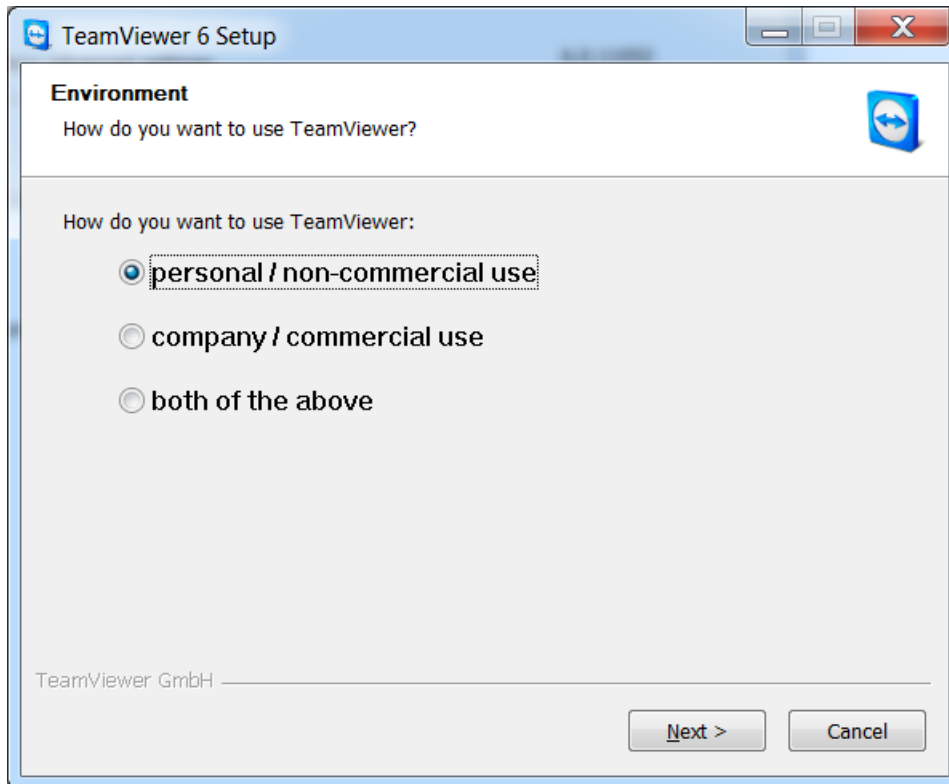 TeamViewer 6 Setup
Environment
How do you want to use TeamViewer?
How do you want to use TeamViewer:
personal / non-commercial use
company / commercial use
both of the above
TeamViewer GmbH
Next >
Cancel